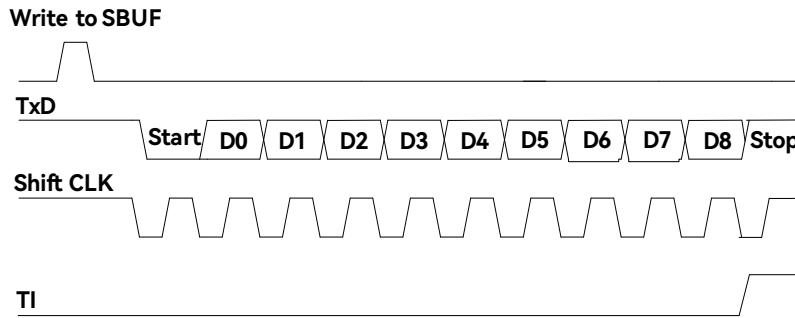 Write to SBUF
TxD
Start D0 D1 D2 D3 D4 D5 D6 D7 D8 Stop
Shift CLK
TI